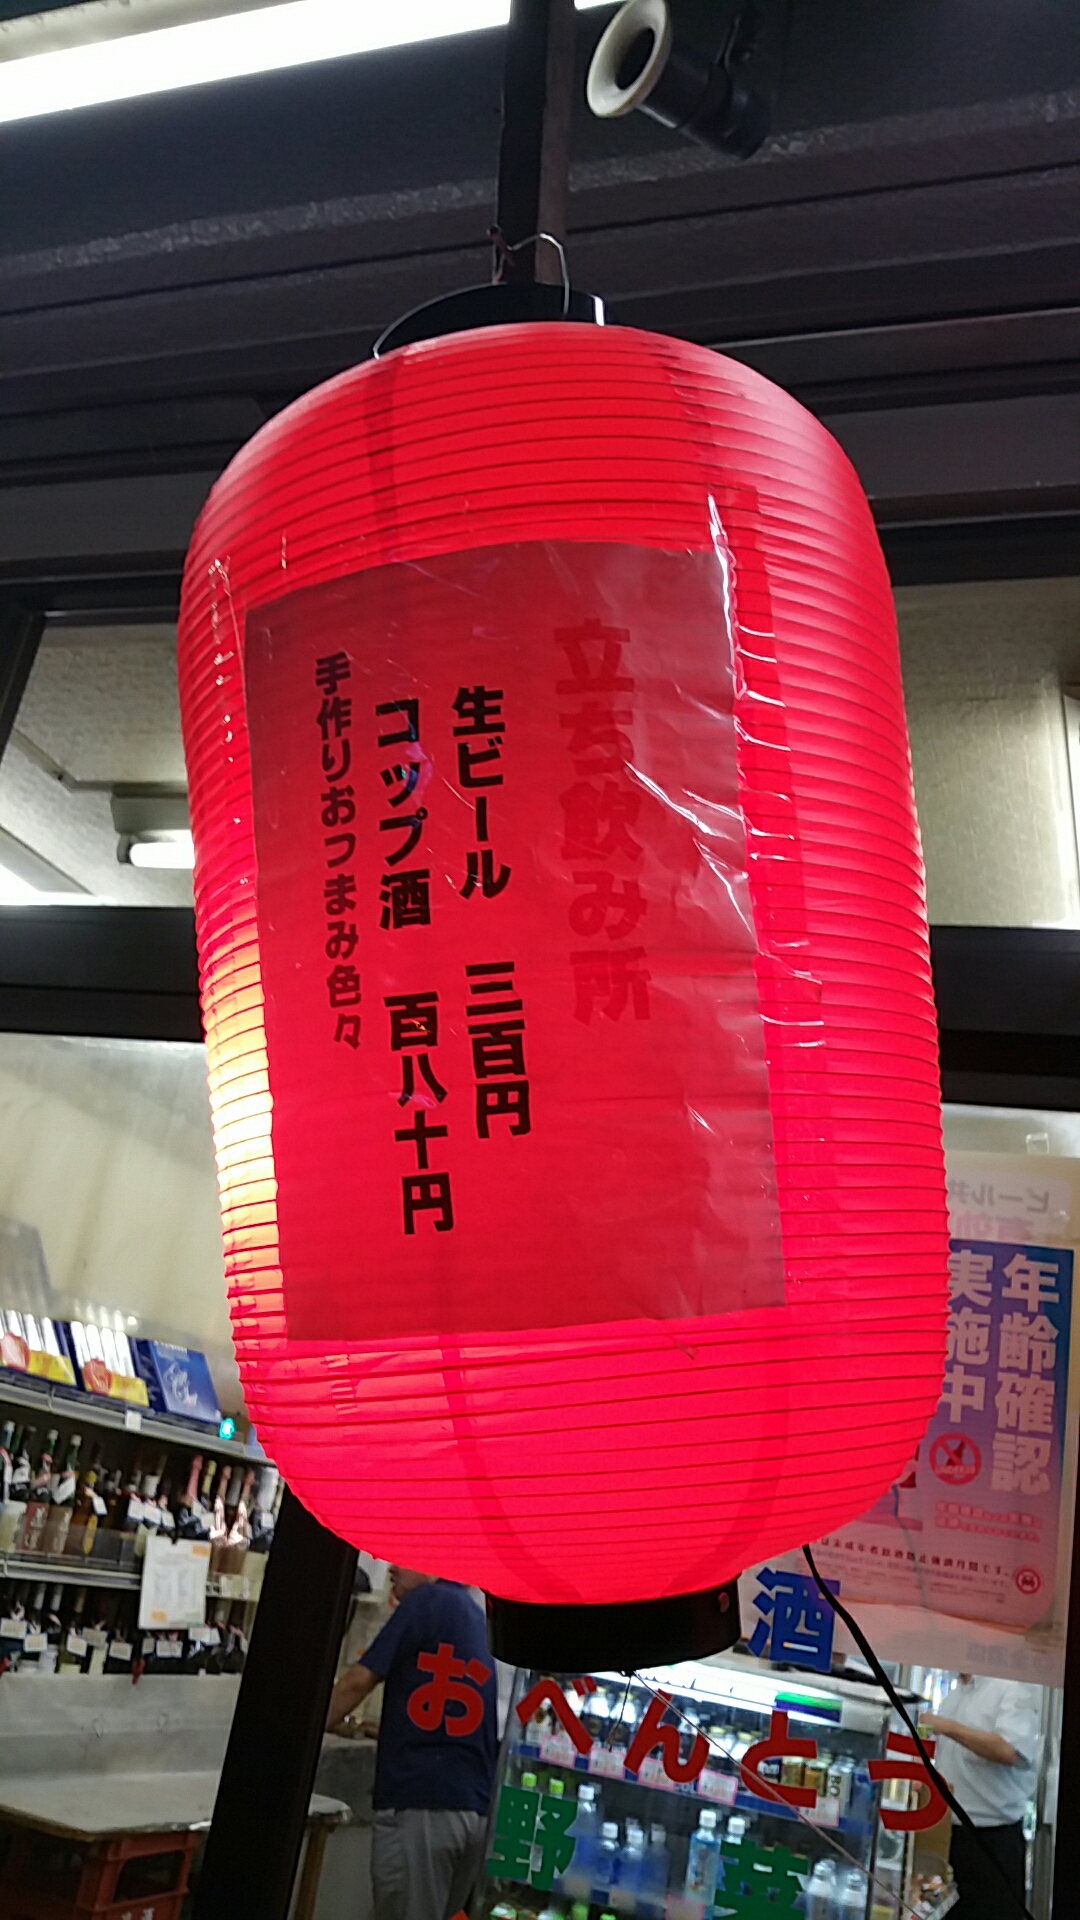 立ち飲み所
生ビール 三百円
コップ酒 百八十円
手作りおつまみ色々
年齢確認
実施中
酒
おべんとう
野菜